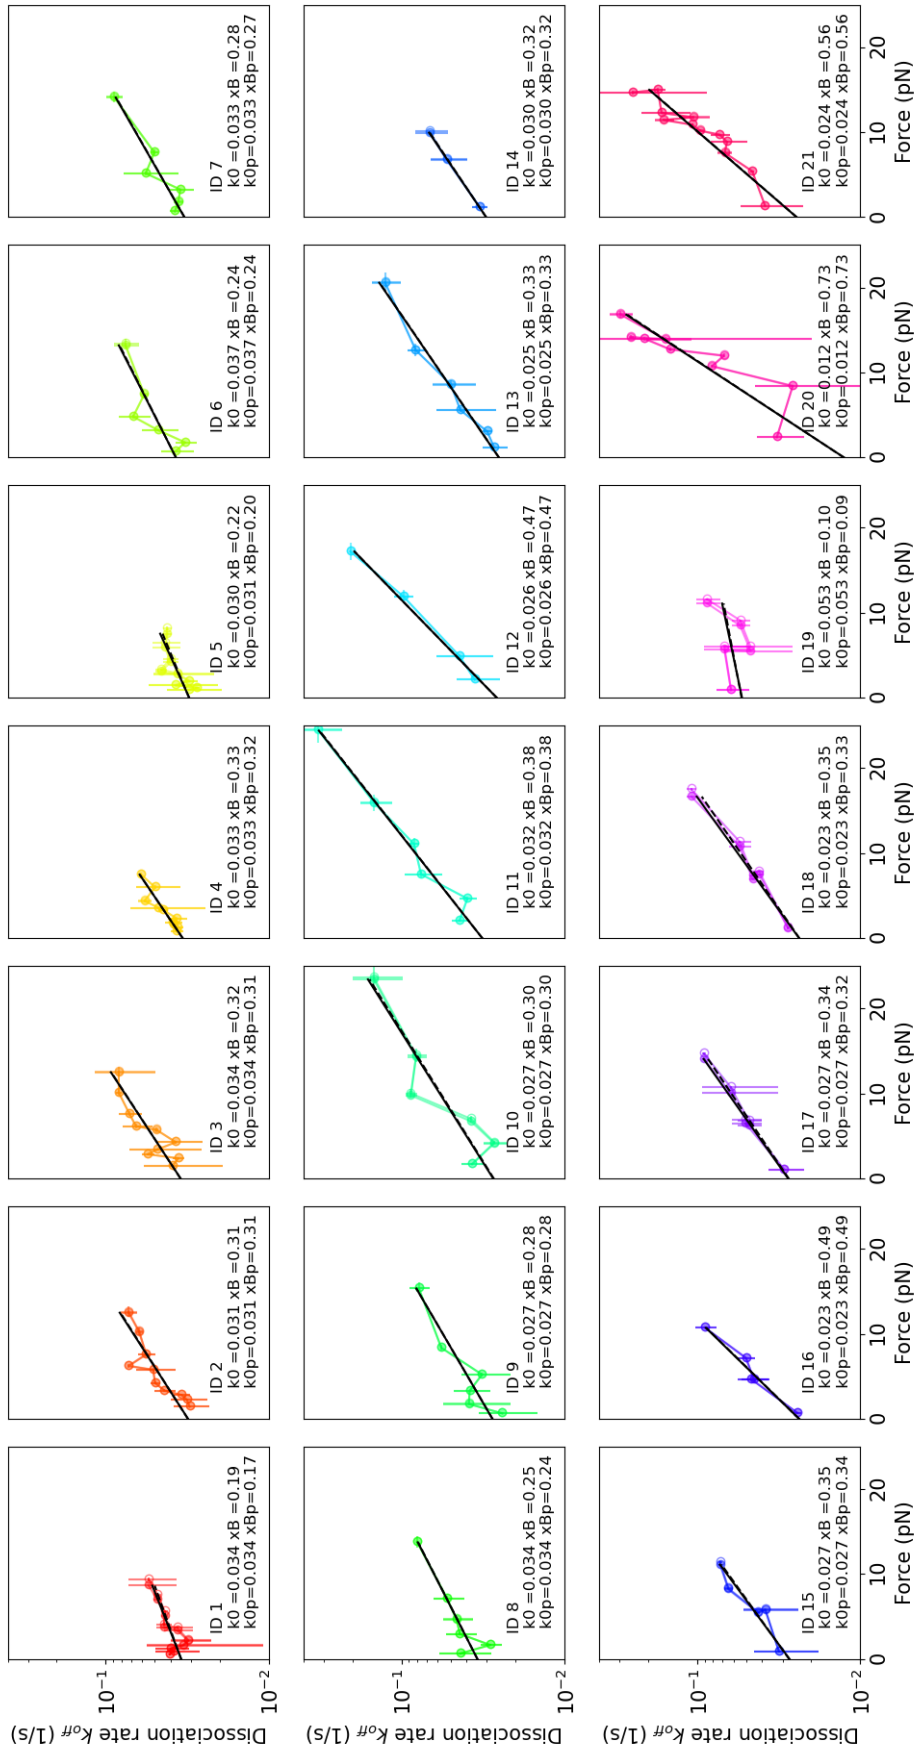 Dissociation rate k_off (1/s)
10⁻¹
10⁻²
ID 1
k0 =0.034 xB =0.19
k0p=0.034 xBp=0.17
ID 2
k0 =0.031 xB =0.31
k0p=0.031 xBp=0.31
ID 3
k0 =0.034 xB =0.32
k0p=0.034 xBp=0.31
ID 4
k0 =0.033 xB =0.33
k0p=0.033 xBp=0.32
ID 5
k0 =0.030 xB =0.22
k0p=0.031 xBp=0.20
ID 6
k0 =0.037 xB =0.24
k0p=0.037 xBp=0.24
ID 7
k0 =0.033 xB =0.28
k0p=0.033 xBp=0.27
Dissociation rate k_off (1/s)
10⁻¹
10⁻²
ID 8
k0 =0.034 xB =0.25
k0p=0.034 xBp=0.24
ID 9
k0 =0.027 xB =0.28
k0p=0.027 xBp=0.28
ID 10
k0 =0.027 xB =0.30
k0p=0.027 xBp=0.30
ID 11
k0 =0.032 xB =0.38
k0p=0.032 xBp=0.38
ID 12
k0 =0.026 xB =0.47
k0p=0.026 xBp=0.47
ID 13
k0 =0.025 xB =0.33
k0p=0.025 xBp=0.33
ID 14
k0 =0.030 xB =0.32
k0p=0.030 xBp=0.32
Dissociation rate k_off (1/s)
10⁻¹
10⁻²
ID 15
k0 =0.027 xB =0.35
k0p=0.027 xBp=0.34
ID 16
k0 =0.023 xB =0.49
k0p=0.023 xBp=0.49
ID 17
k0 =0.027 xB =0.34
k0p=0.027 xBp=0.32
ID 18
k0 =0.023 xB =0.35
k0p=0.023 xBp=0.33
ID 19
k0 =0.053 xB =0.10
k0p=0.053 xBp=0.09
ID 20
k0 =0.012 xB =0.73
k0p=0.012 xBp=0.73
ID 21
k0 =0.024 xB =0.56
k0p=0.024 xBp=0.56
0 10 20
Force (pN)
0 10 20
Force (pN)
0 10 20
Force (pN)
0 10 20
Force (pN)
0 10 20
Force (pN)
0 10 20
Force (pN)
0 10 20
Force (pN)